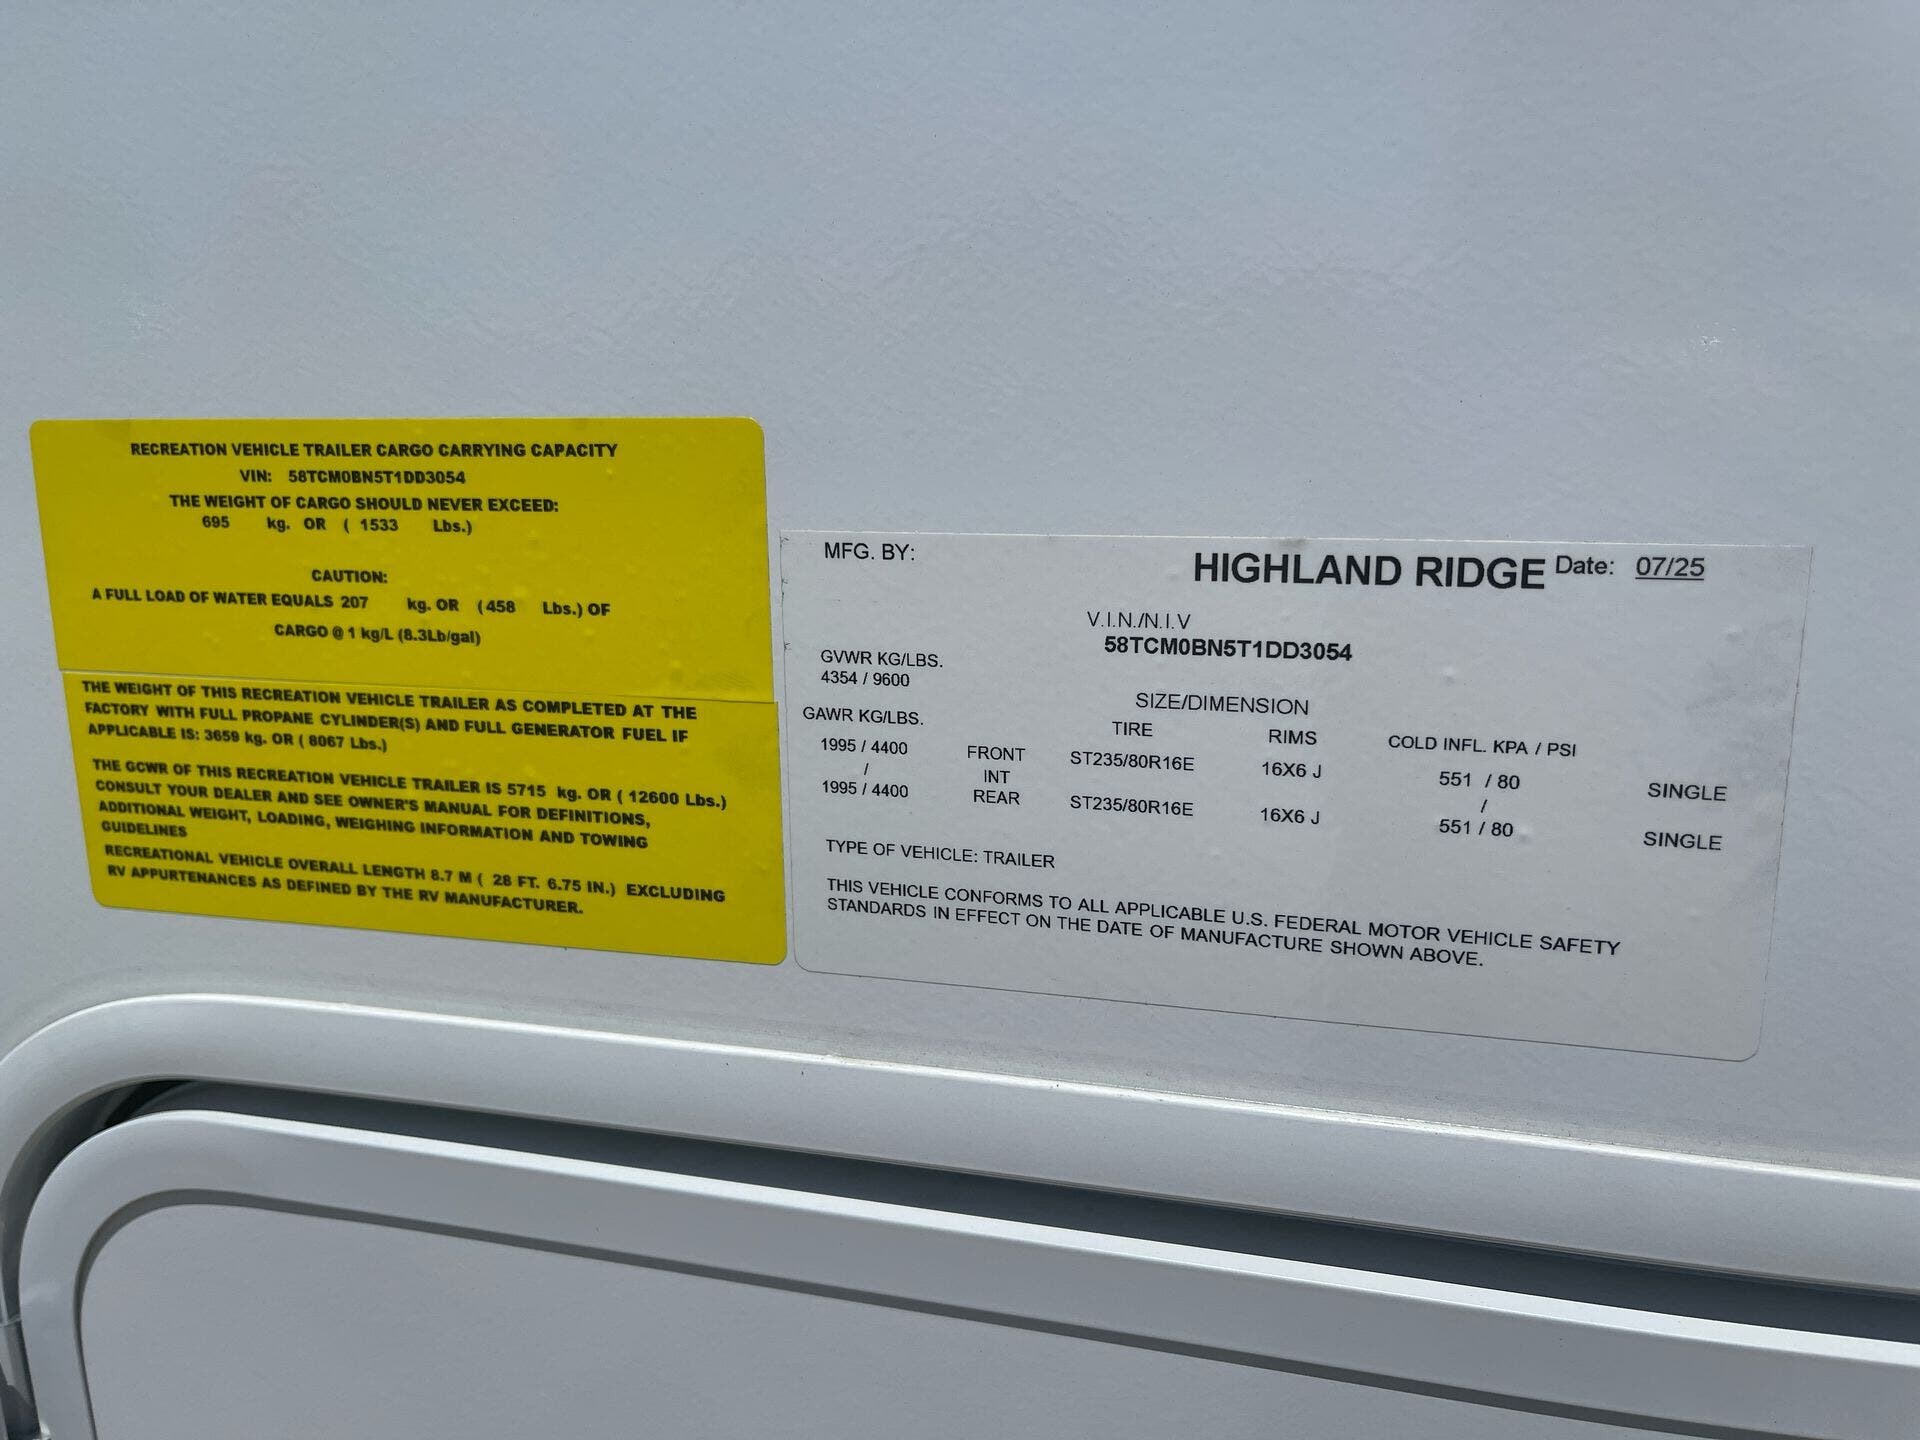 RECREATION VEHICLE TRAILER CARGO CARRYING CAPACITY
VIN: 58TCM0BN5T1DD3054
THE WEIGHT OF CARGO SHOULD NEVER EXCEED:
695 kg. OR ( 1533 Lbs.)
CAUTION:
A FULL LOAD OF WATER EQUALS 207 kg. OR (458 Lbs.) OF
CARGO @ 1 kg/L (8.3Lb/gal)
THE WEIGHT OF THIS RECREATION VEHICLE TRAILER AS COMPLETED AT THE
FACTORY WITH FULL PROPANE CYLINDER(S) AND FULL GENERATOR FUEL IF
APPLICABLE IS: 3659 kg. OR ( 8067 Lbs.)
THE GCWR OF THIS RECREATION VEHICLE TRAILER IS 5715 kg. OR ( 12600 Lbs.)
CONSULT YOUR DEALER AND SEE OWNER'S MANUAL FOR DEFINITIONS,
ADDITIONAL WEIGHT, LOADING, WEIGHING INFORMATION AND TOWING
GUIDELINES
RECREATIONAL VEHICLE OVERALL LENGTH 8.7 M ( 28 FT. 6.75 IN.) EXCLUDING
RV APPURTENANCES AS DEFINED BY THE RV MANUFACTURER.
MFG. BY: HIGHLAND RIDGE Date: 07/25
V.I.N./N.I.V
58TCM0BN5T1DD3054
GVWR KG/LBS.
4354 / 9600
SIZE/DIMENSION
GAWR KG/LBS. TIRE RIMS COLD INFL. KPA / PSI
1995 / 4400 FRONT ST235/80R16E 16X6 J 551 / 80 SINGLE
/ INT /
1995 / 4400 REAR ST235/80R16E 16X6 J 551 / 80 SINGLE
TYPE OF VEHICLE: TRAILER
THIS VEHICLE CONFORMS TO ALL APPLICABLE U.S. FEDERAL MOTOR VEHICLE SAFETY
STANDARDS IN EFFECT ON THE DATE OF MANUFACTURE SHOWN ABOVE.